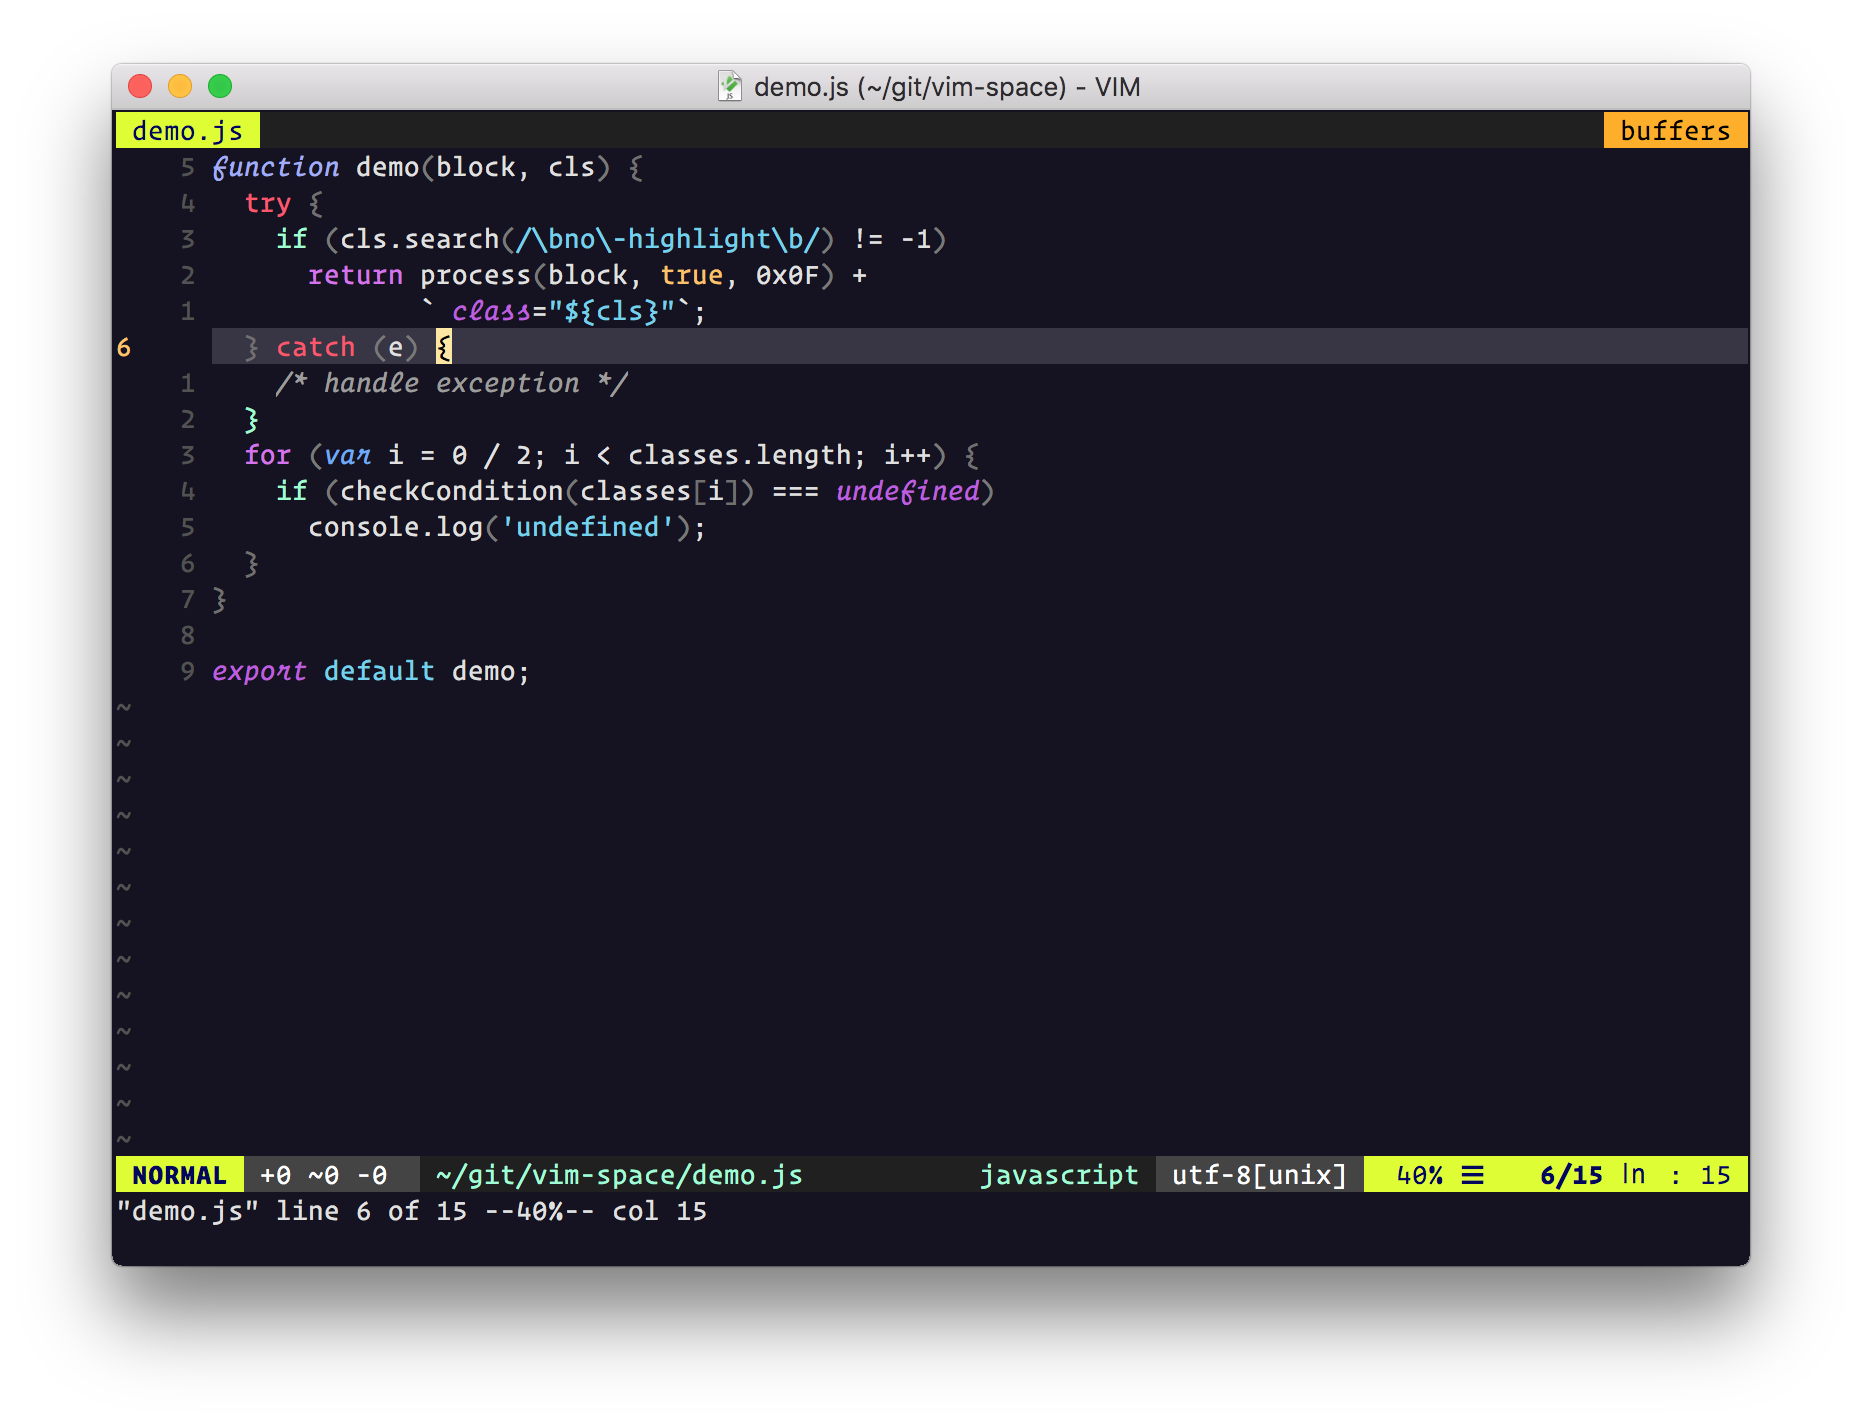 demo.js (~/git/vim-space) - VIM
demo.js buffers
5 function demo(block, cls) {
4   try {
3     if (cls.search(/\bno\-highlight\b/) != -1)
2       return process(block, true, 0x0F) +
1              ` class="${cls}"`;
6   } catch (e) {
1     /* handle exception */
2   }
3   for (var i = 0 / 2; i < classes.length; i++) {
4     if (checkCondition(classes[i]) === undefined)
5       console.log('undefined');
6   }
7 }
8
9 export default demo;
~
~
~
~
~
~
~
~
~
~
~
~
~
NORMAL +0 ~0 -0 ~/git/vim-space/demo.js javascript utf-8[unix] 40% ☰ 6/15 ln : 15
"demo.js" line 6 of 15 --40%-- col 15